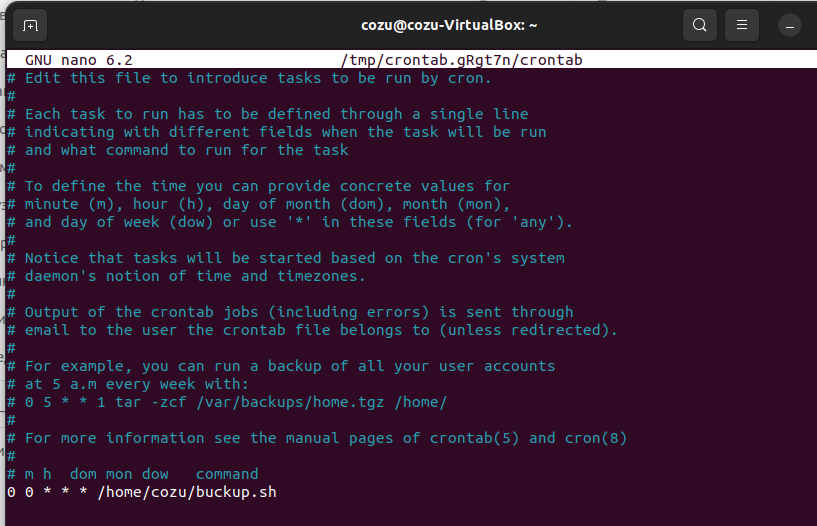 cozu@cozu-VirtualBox: ~
GNU nano 6.2 /tmp/crontab.gRgt7n/crontab
# Edit this file to introduce tasks to be run by cron.
#
# Each task to run has to be defined through a single line
# indicating with different fields when the task will be run
# and what command to run for the task
#
# To define the time you can provide concrete values for
# minute (m), hour (h), day of month (dom), month (mon),
# and day of week (dow) or use '*' in these fields (for 'any').
#
# Notice that tasks will be started based on the cron's system
# daemon's notion of time and timezones.
#
# Output of the crontab jobs (including errors) is sent through
# email to the user the crontab file belongs to (unless redirected).
#
# For example, you can run a backup of all your user accounts
# at 5 a.m every week with:
# 0 5 * * 1 tar -zcf /var/backups/home.tgz /home/
#
# For more information see the manual pages of crontab(5) and cron(8)
#
# m h  dom mon dow   command
0 0 * * * /home/cozu/buckup.sh